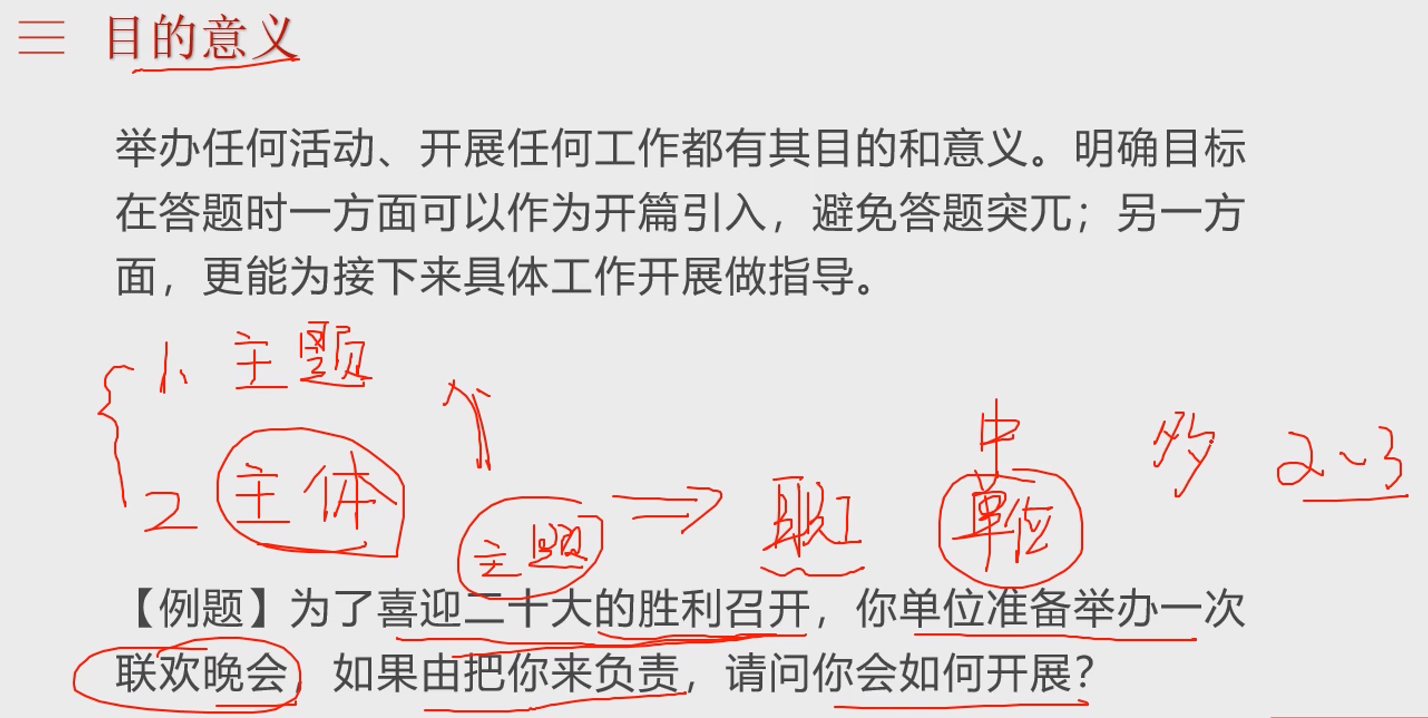 目的意义
举办任何活动、开展任何工作都有其目的和意义。明确目标
在答题时一方面可以作为开篇引入，避免答题突兀；另一方
面，更能为接下来具体工作开展做指导。
1、主题
中 多 2~3
2 主体
主题 职工 单位
【例题】为了喜迎二十大的胜利召开，你单位准备举办一次
联欢晚会，如果由把你来负责，请问你会如何开展？